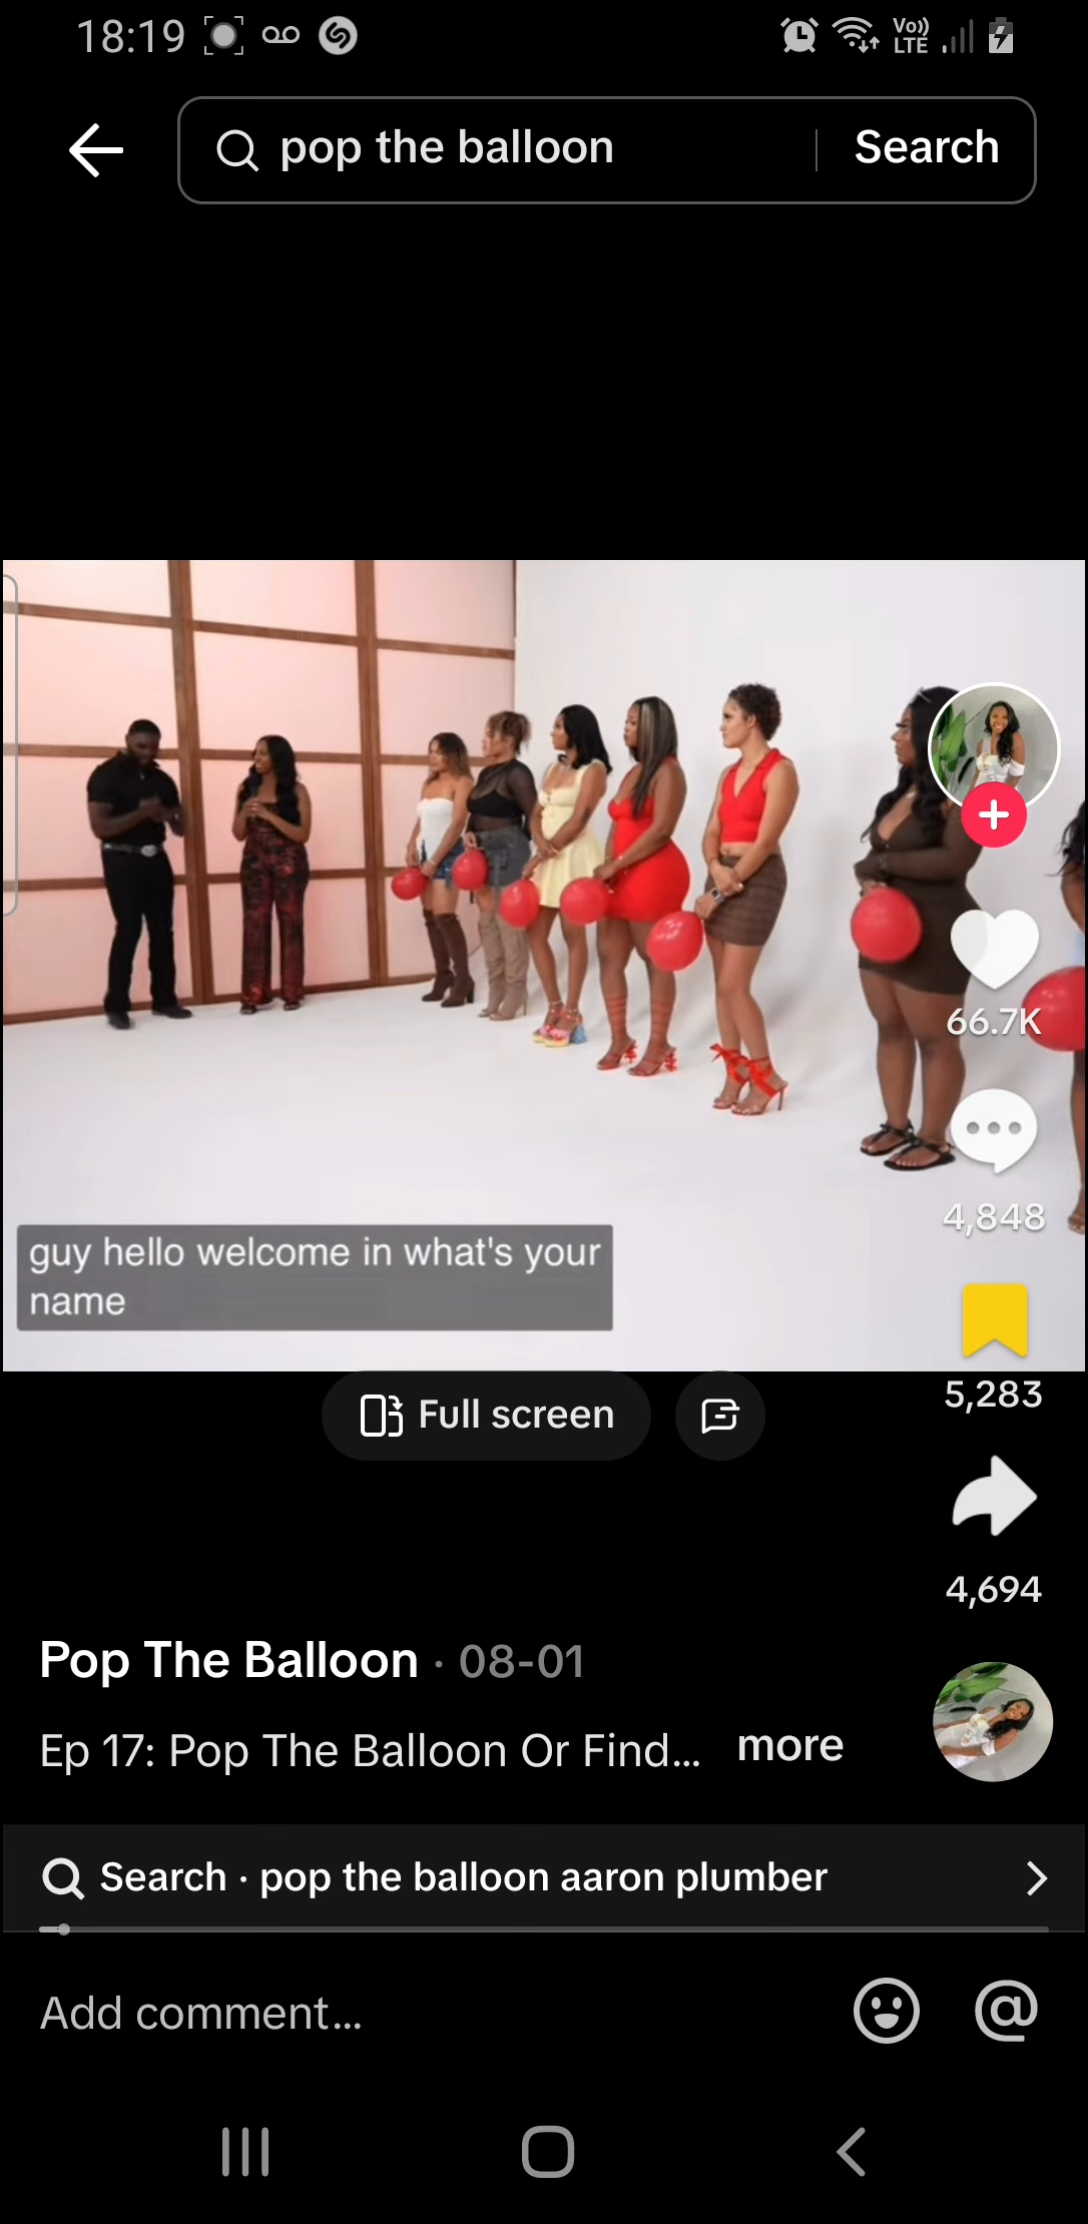 18:19
Vo))
LTE
pop the balloon
Search
66.7K
4,848
guy hello welcome in what's your
name
5,283
Full screen
4,694
Pop The Balloon · 08-01
Ep 17: Pop The Balloon Or Find... more
Search · pop the balloon aaron plumber
Add comment...